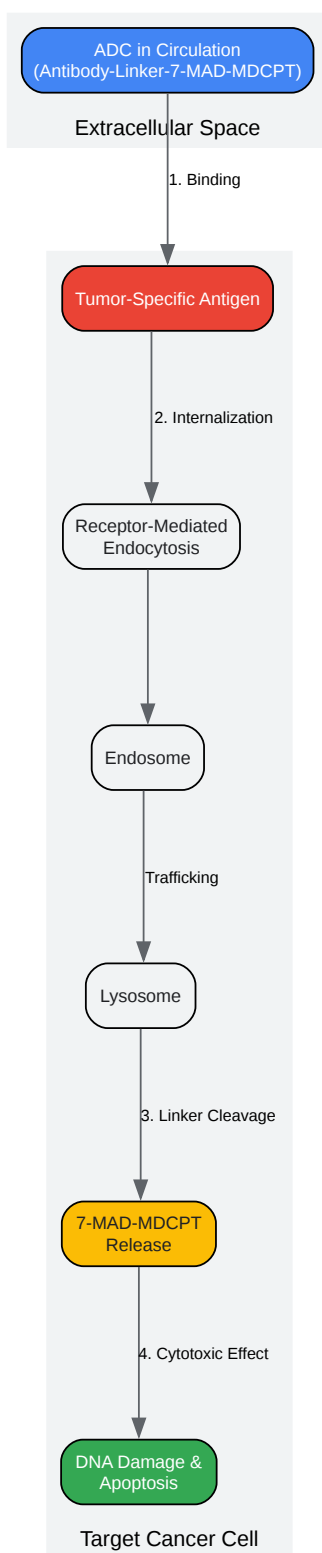 ADC in Circulation
(Antibody-Linker-7-MAD-MDCPT)
Extracellular Space
1. Binding
Tumor-Specific Antigen
2. Internalization
Receptor-Mediated
Endocytosis
Endosome
Trafficking
Lysosome
3. Linker Cleavage
7-MAD-MDCPT
Release
4. Cytotoxic Effect
DNA Damage &
Apoptosis
Target Cancer Cell